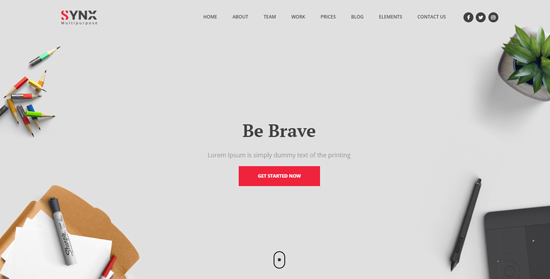 SYNX
Multipurpose
HOME ABOUT TEAM WORK PRICES BLOG ELEMENTS CONTACT US
Be Brave
Lorem Ipsum is simply dummy text of the printing
GET STARTED NOW